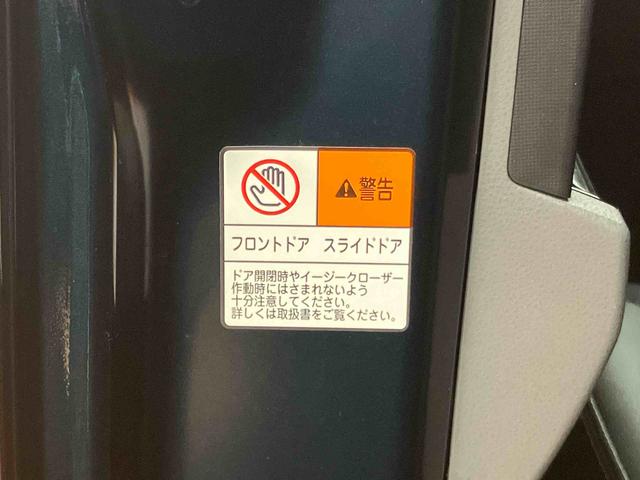 警告
フロントドア スライドドア
ドア開閉時やイージークローザー
作動時にはさまれないよう
十分注意してください。
詳しくは取扱書をご覧ください。